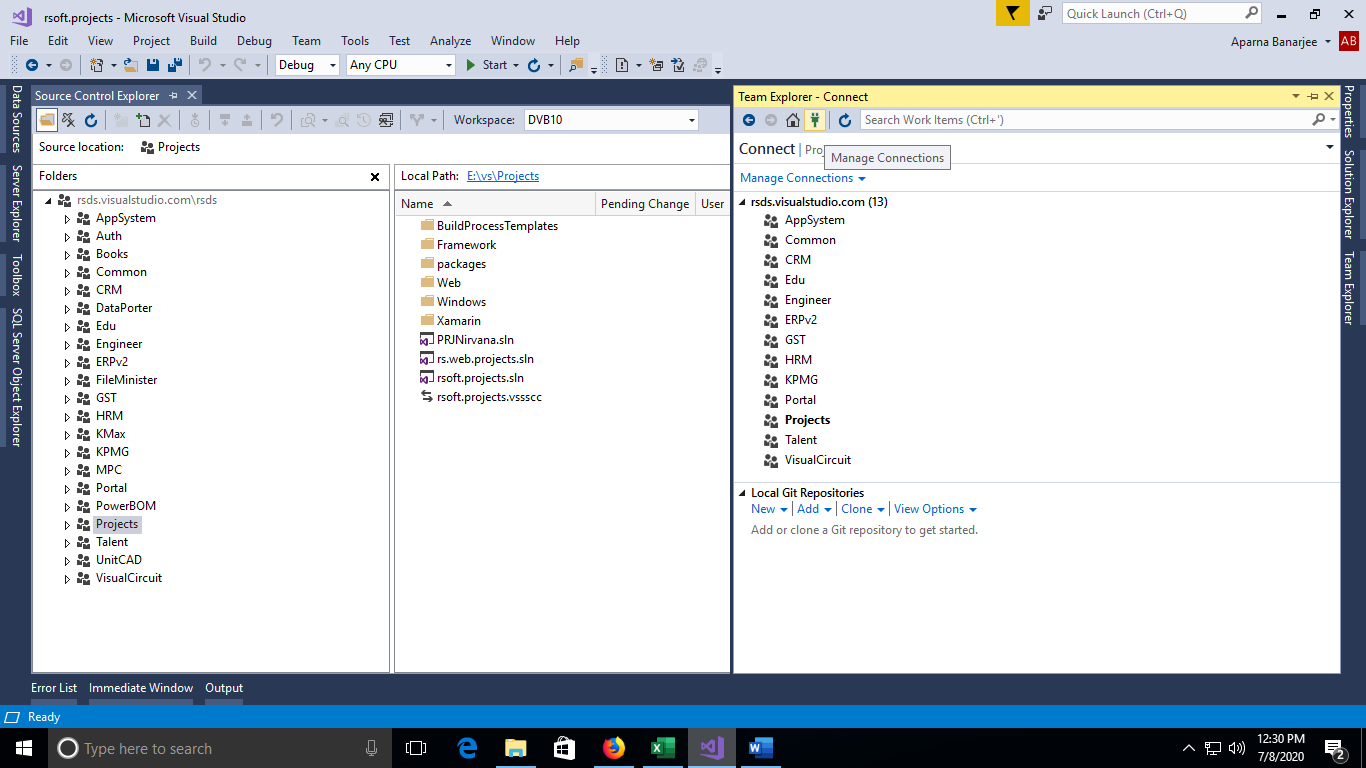 rsoft.projects - Microsoft Visual Studio
Quick Launch (Ctrl+Q)
File Edit View Project Build Debug Team Tools Test Analyze Window Help
Aparna Banarjee AB
Debug Any CPU Start
Data Sources
Server Explorer
Toolbox
SQL Server Object Explorer
Source Control Explorer
Workspace: DVB10
Source location: Projects
Folders
rsds.visualstudio.com\rsds
AppSystem
Auth
Books
Common
CRM
DataPorter
Edu
Engineer
ERPv2
FileMinister
GST
HRM
KMax
KPMG
MPC
Portal
PowerBOM
Projects
Talent
UnitCAD
VisualCircuit
Local Path: E:\vs\Projects
Name Pending Change User
BuildProcessTemplates
Framework
packages
Web
Windows
Xamarin
PRJNirvana.sln
rs.web.projects.sln
rsoft.projects.sln
rsoft.projects.vssscc
Team Explorer - Connect
Search Work Items (Ctrl+')
Connect | Proj
Manage Connections
Manage Connections
rsds.visualstudio.com (13)
AppSystem
Common
CRM
Edu
Engineer
ERPv2
GST
HRM
KPMG
Portal
Projects
Talent
VisualCircuit
Local Git Repositories
New | Add | Clone | View Options
Add or clone a Git repository to get started.
Properties
Solution Explorer
Team Explorer
Error List Immediate Window Output
Ready
Type here to search
12:30 PM
7/8/2020
2